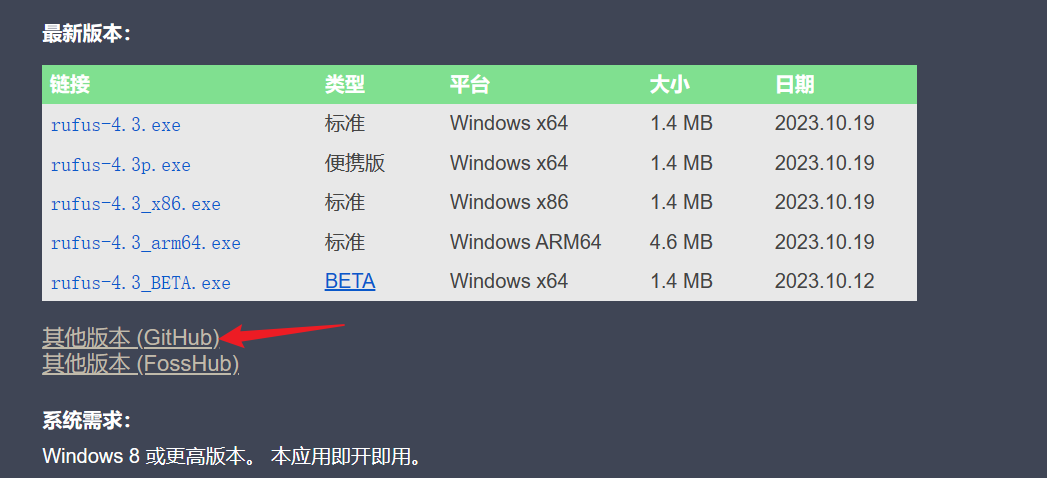 最新版本：
链接 类型 平台 大小 日期
rufus-4.3.exe 标准 Windows x64 1.4 MB 2023.10.19
rufus-4.3p.exe 便携版 Windows x64 1.4 MB 2023.10.19
rufus-4.3_x86.exe 标准 Windows x86 1.4 MB 2023.10.19
rufus-4.3_arm64.exe 标准 Windows ARM64 4.6 MB 2023.10.19
rufus-4.3_BETA.exe BETA Windows x64 1.4 MB 2023.10.12
其他版本 (GitHub)
其他版本 (FossHub)
系统需求：
Windows 8 或更高版本。 本应用即开即用。